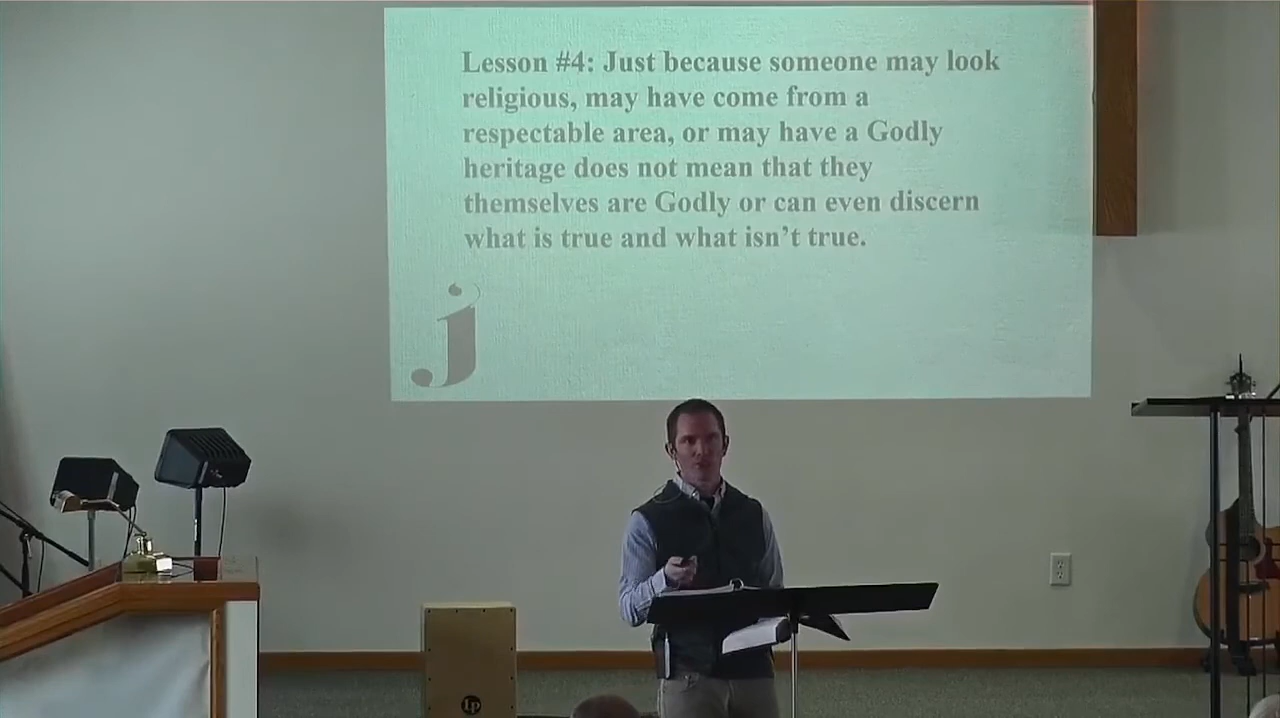 Lesson #4: Just because someone may look
religious, may have come from a
respectable area, or may have a Godly
heritage does not mean that they
themselves are Godly or can even discern
what is true and what isn’t true.
j
LP